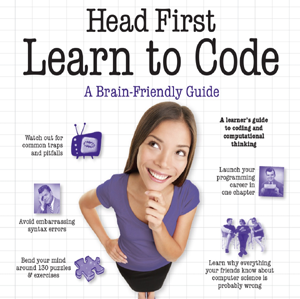 Head First
Learn to Code
A Brain-Friendly Guide
Watch out for
common traps
and pitfalls
A learner's guide
to coding and
computational
thinking
Launch your
programming
career in
one chapter
Avoid embarrassing
syntax errors
Bend your mind
around 130 puzzles
& exercises
Learn why everything
your friends know about
computer science is
probably wrong